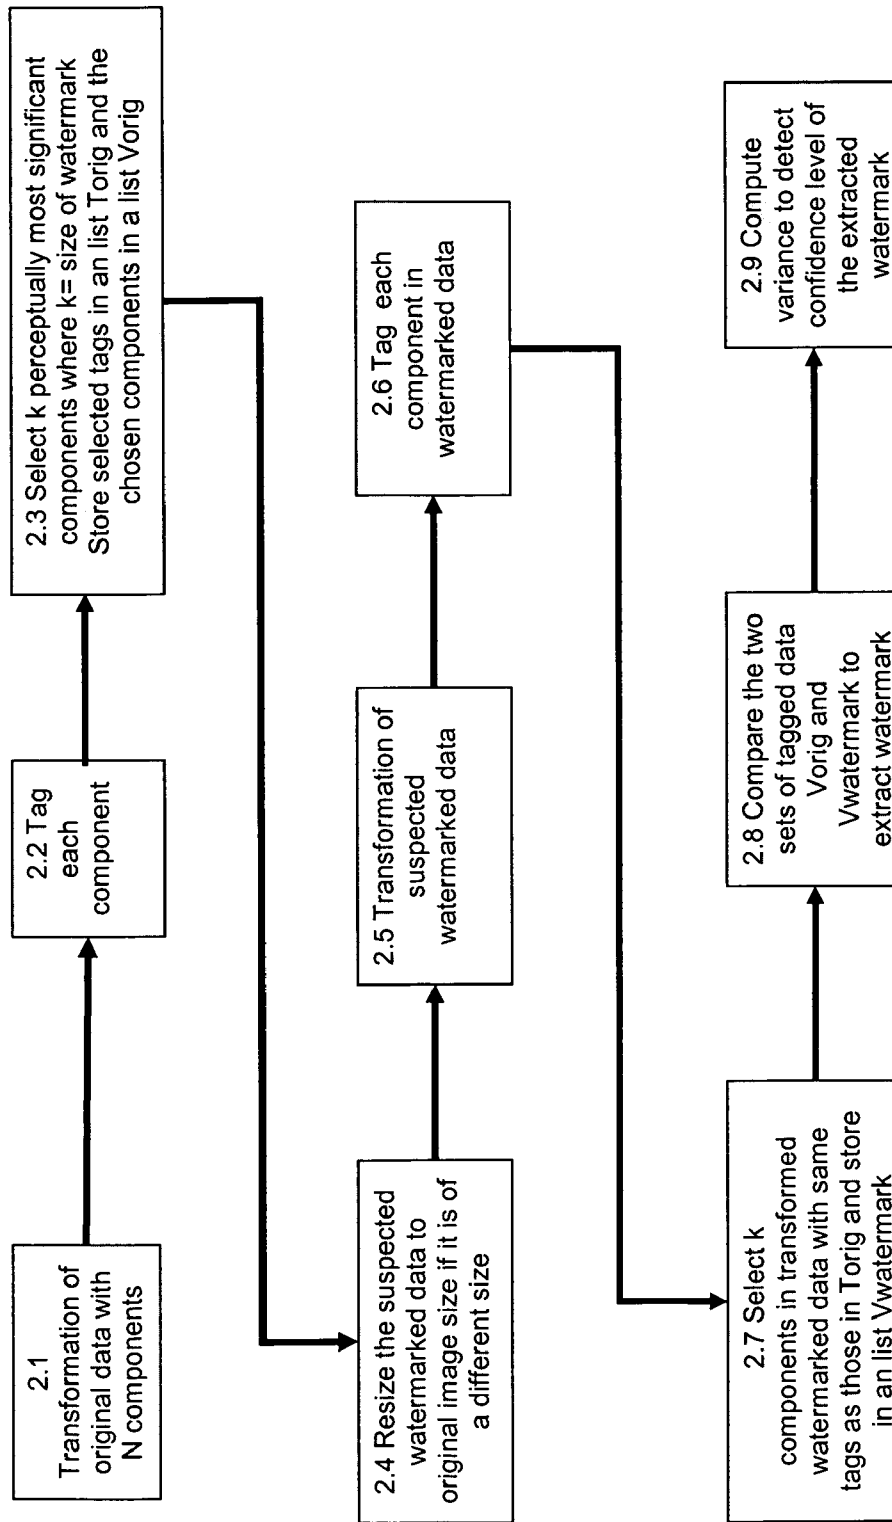 2.1
Transformation of
original data with
N components
2.2 Tag
each
component
2.3 Select k perceptually most significant
components where k= size of watermark
Store selected tags in an list Torig and the
chosen components in a list Vorig
2.4 Resize the suspected
watermarked data to
original image size if it is of
a different size
2.5 Transformation of
suspected
watermarked data
2.6 Tag each
component in
watermarked data
2.7 Select k
components in transformed
watermarked data with same
tags as those in Torig and store
in an list Vwatermark
2.8 Compare the two
sets of tagged data
Vorig and
Vwatermark to
extract watermark
2.9 Compute
variance to detect
confidence level of
the extracted
watermark